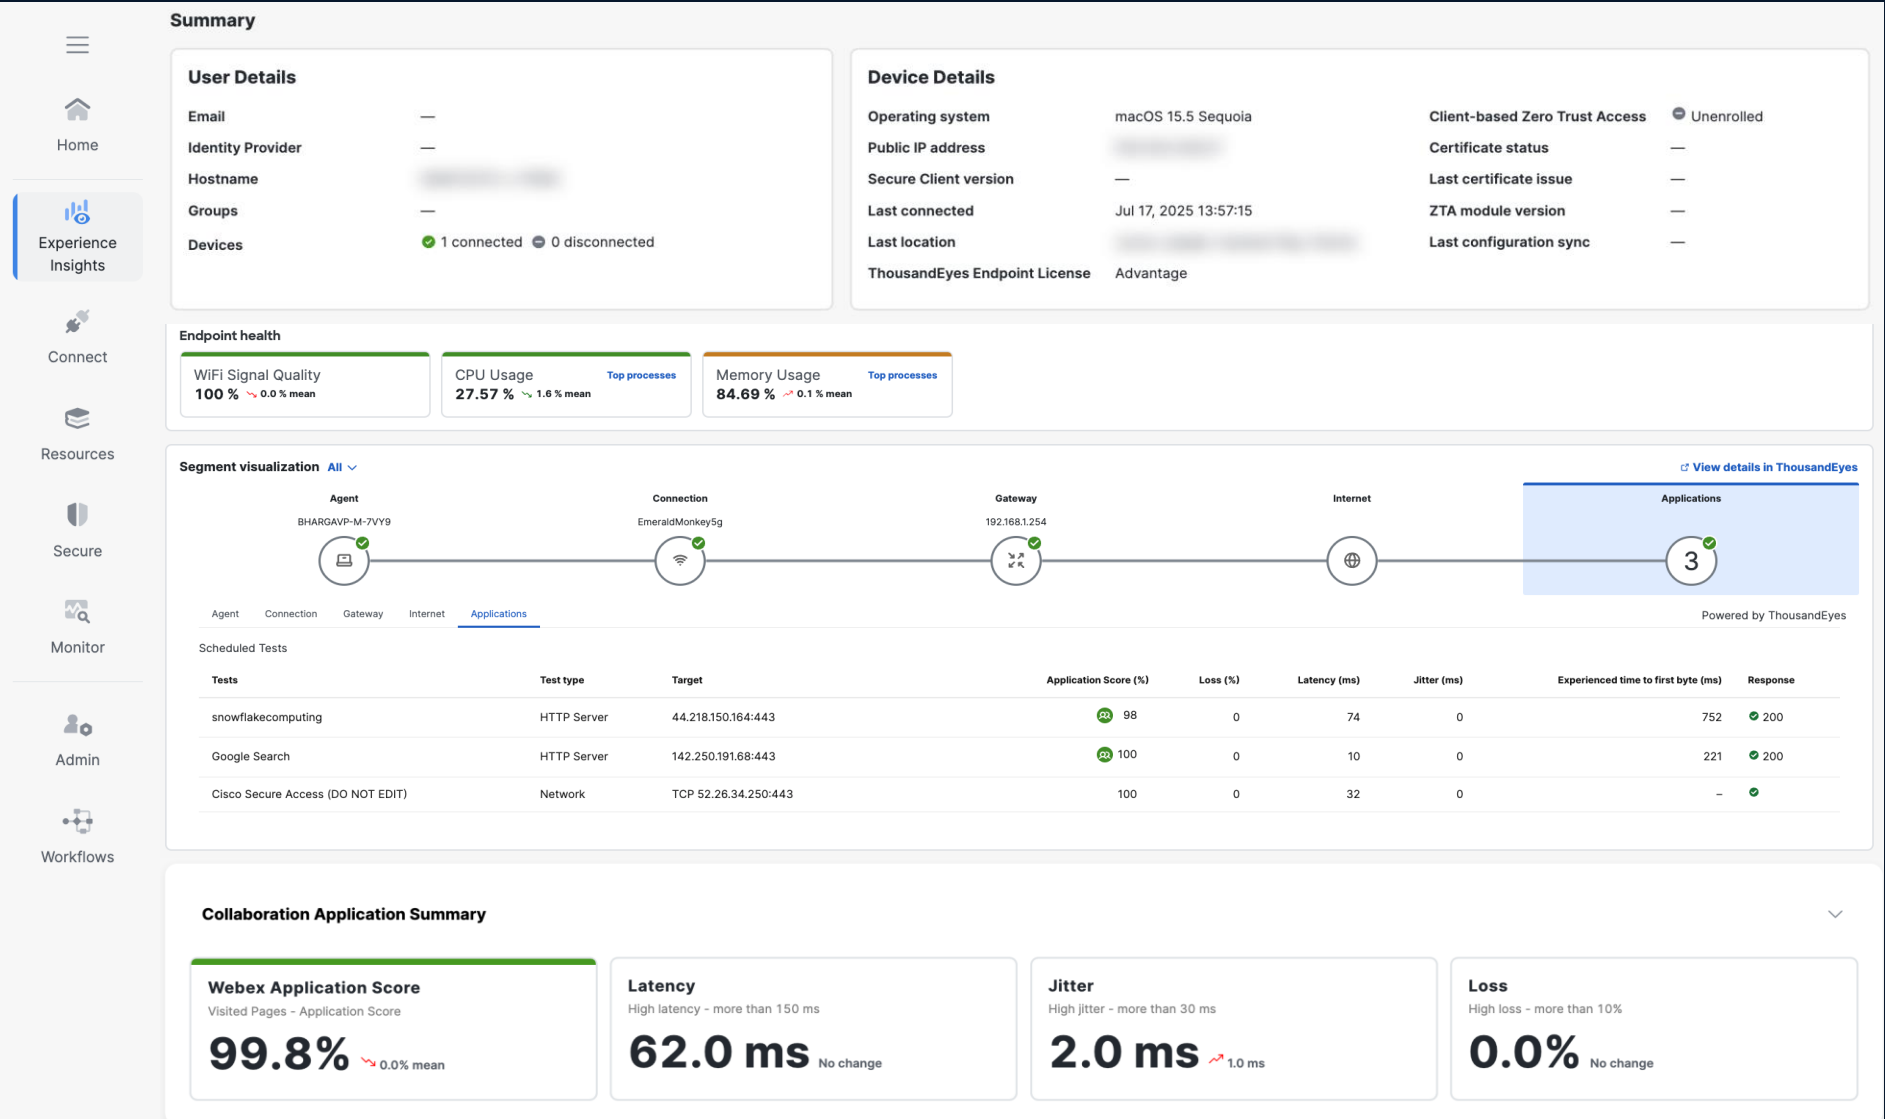 Summary
Home
Experience
Insights
Connect
Resources
Secure
Monitor
Admin
Workflows
User Details
Email —
Identity Provider —
Hostname
Groups —
Devices 1 connected 0 disconnected
Device Details
Operating system macOS 15.5 Sequoia
Public IP address
Secure Client version —
Last connected Jul 17, 2025 13:57:15
Last location
ThousandEyes Endpoint License Advantage
Client-based Zero Trust Access Unenrolled
Certificate status —
Last certificate issue —
ZTA module version —
Last configuration sync —
Endpoint health
WiFi Signal Quality
100 % 0.0 % mean
CPU Usage Top processes
27.57 % 1.6 % mean
Memory Usage Top processes
84.69 % 0.1 % mean
Segment visualization All View details in ThousandEyes
Agent Connection Gateway Internet Applications
BHARGAVP-M-7VY9 EmeraldMonkey5g 192.168.1.254
3
Agent Connection Gateway Internet Applications Powered by ThousandEyes
Scheduled Tests
Tests Test type Target Application Score (%) Loss (%) Latency (ms) Jitter (ms) Experienced time to first byte (ms) Response
snowflakecomputing HTTP Server 44.218.150.164:443 98 0 74 0 752 200
Google Search HTTP Server 142.250.191.68:443 100 0 10 0 221 200
Cisco Secure Access (DO NOT EDIT) Network TCP 52.26.34.250:443 100 0 32 0 –
Collaboration Application Summary
Webex Application Score
Visited Pages - Application Score
99.8% 0.0% mean
Latency
High latency - more than 150 ms
62.0 ms No change
Jitter
High jitter - more than 30 ms
2.0 ms 1.0 ms
Loss
High loss - more than 10%
0.0% No change